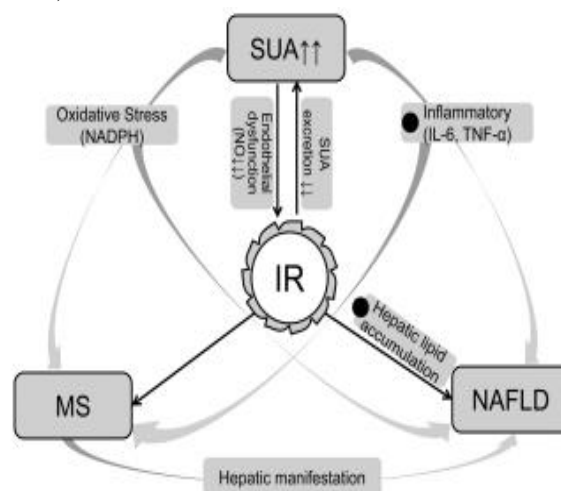 SUA↑↑
Oxidative Stress
(NADPH)
Inflammatory
(IL-6, TNF-α)
Endothelial
dysfunction
(NO↓↓)
SUA
excretion ↓↓
IR
Hepatic lipid
accumulation
MS
NAFLD
Hepatic manifestation